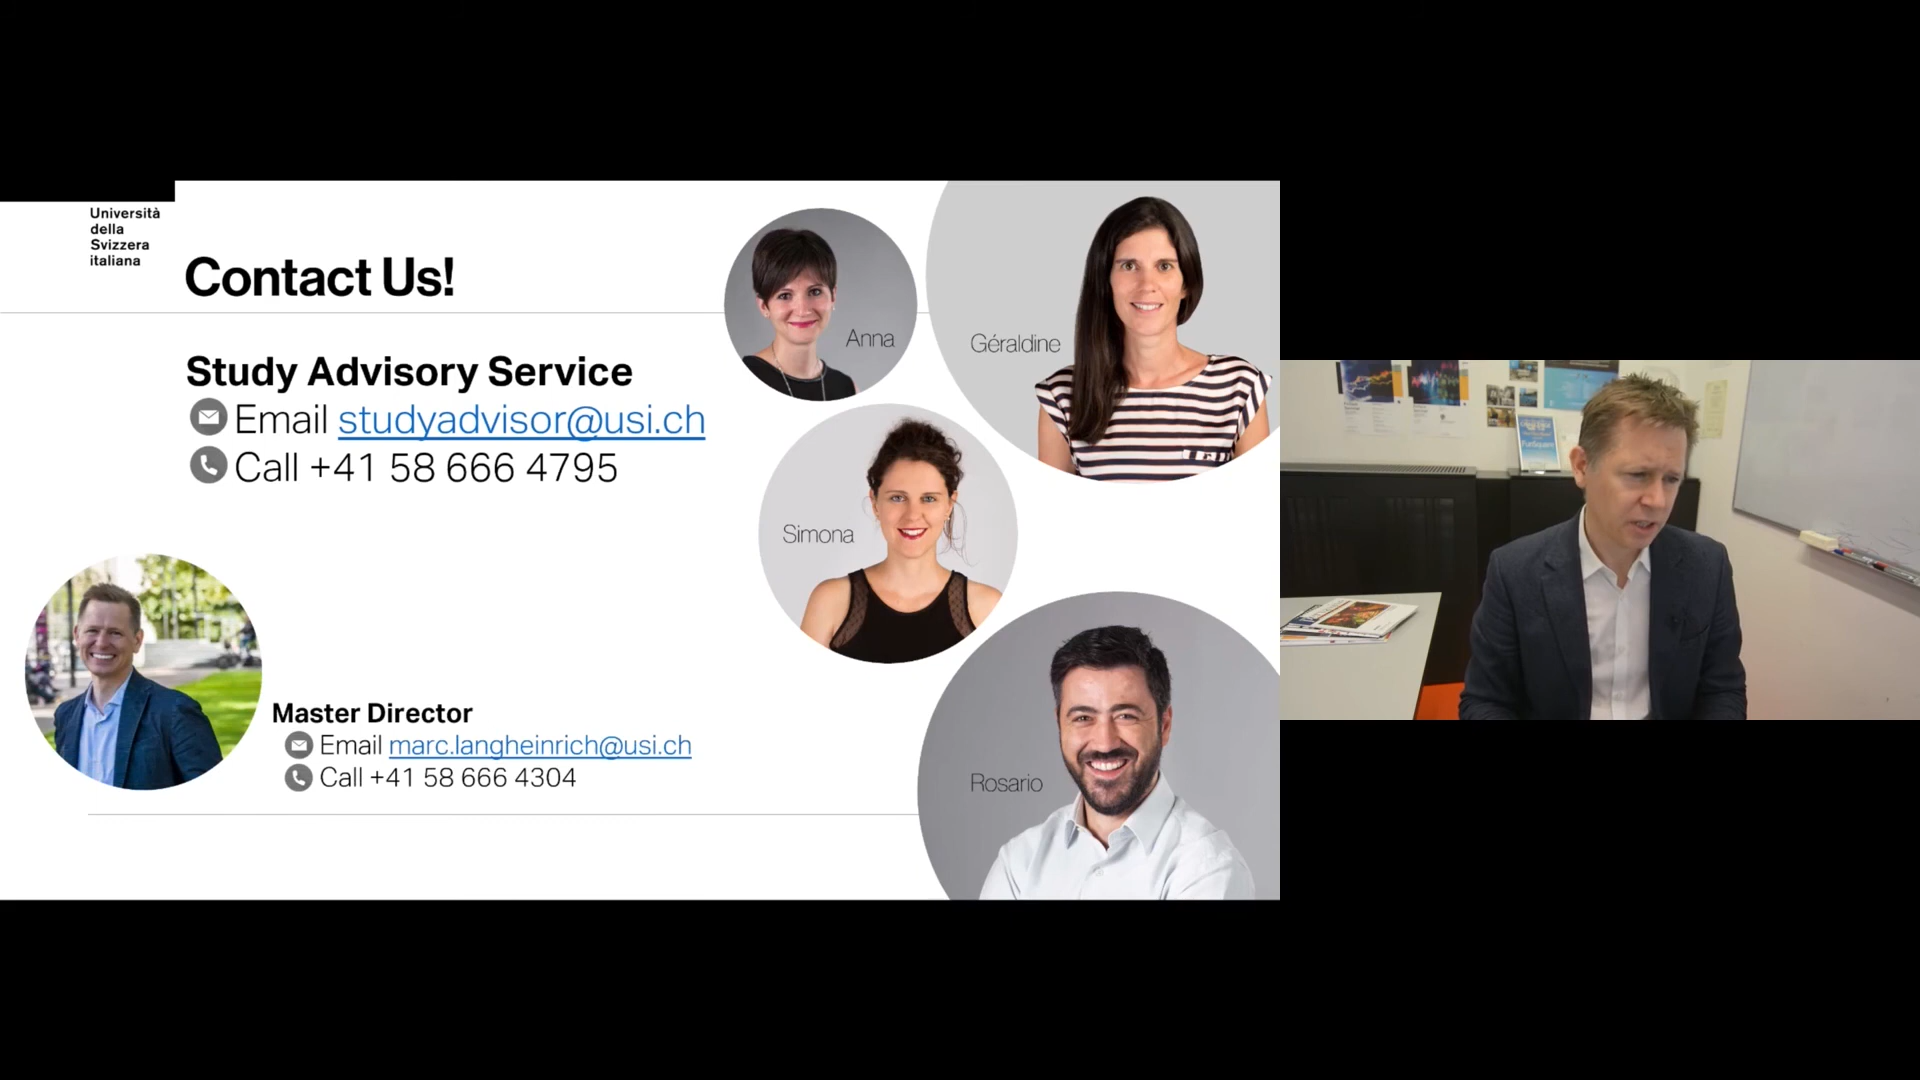 Università
della
Svizzera
italiana
Contact Us!
Study Advisory Service
Email studyadvisor@usi.ch
Call +41 58 666 4795
Anna
Géraldine
Simona
Rosario
Master Director
Email marc.langheinrich@usi.ch
Call +41 58 666 4304